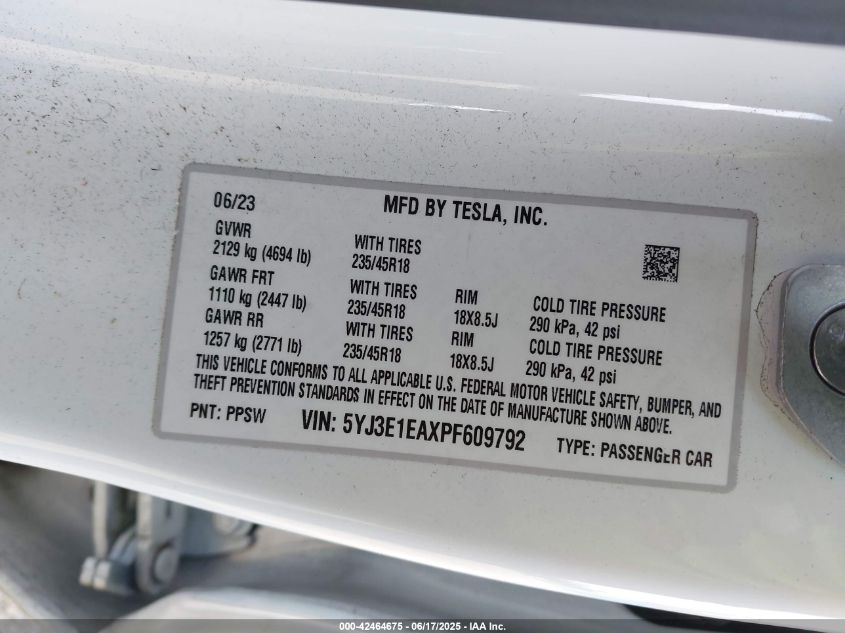 06/23 MFD BY TESLA, INC.
GVWR
2129 kg (4694 lb) WITH TIRES 235/45R18
GAWR FRT
1110 kg (2447 lb) WITH TIRES 235/45R18 RIM 18X8.5J COLD TIRE PRESSURE 290 kPa, 42 psi
GAWR RR
1257 kg (2771 lb) WITH TIRES 235/45R18 RIM 18X8.5J COLD TIRE PRESSURE 290 kPa, 42 psi
THIS VEHICLE CONFORMS TO ALL APPLICABLE U.S. FEDERAL MOTOR VEHICLE SAFETY, BUMPER, AND
THEFT PREVENTION STANDARDS IN EFFECT ON THE DATE OF MANUFACTURE SHOWN ABOVE.
PNT: PPSW VIN: 5YJ3E1EAXPF609792 TYPE: PASSENGER CAR
000-42464675 - 06/17/2025 - IAA Inc.